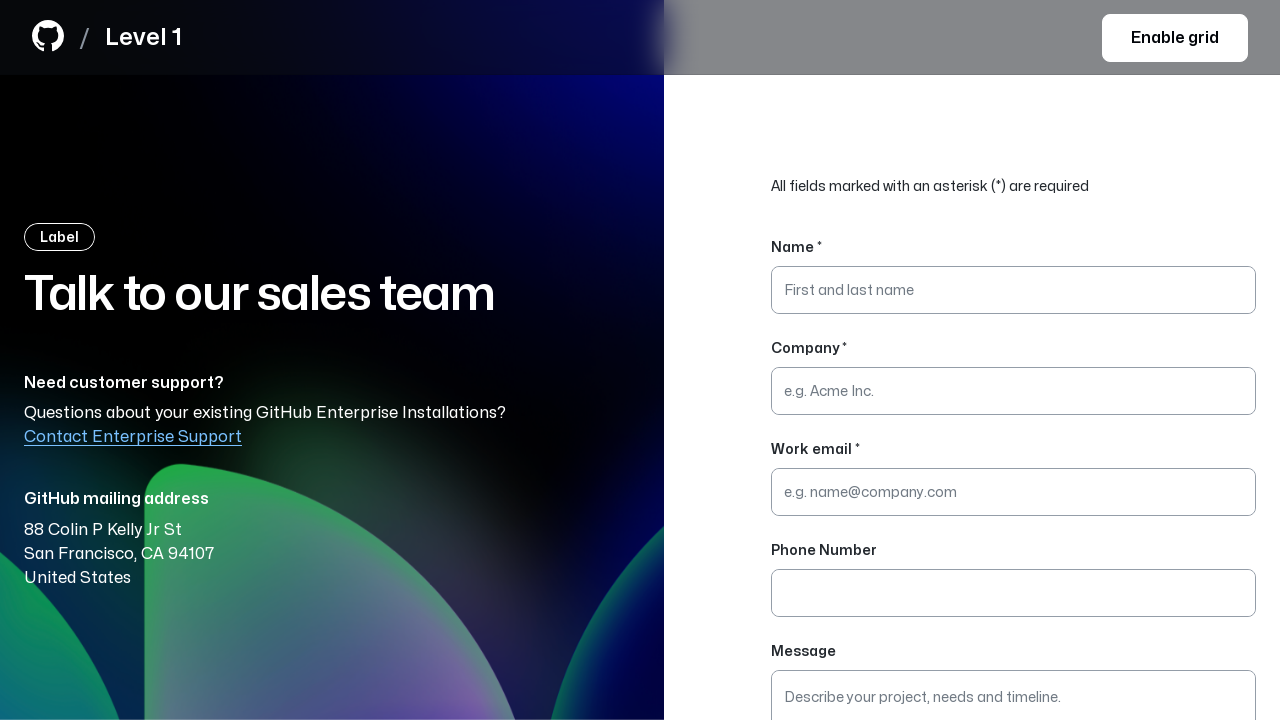 / Level 1
Enable grid
Label
Talk to our sales team
Need customer support?
Questions about your existing GitHub Enterprise Installations?
Contact Enterprise Support
GitHub mailing address
88 Colin P Kelly Jr St
San Francisco, CA 94107
United States
All fields marked with an asterisk (*) are required
Name *
First and last name
Company *
e.g. Acme Inc.
Work email *
e.g. name@company.com
Phone Number
Message
Describe your project, needs and timeline.